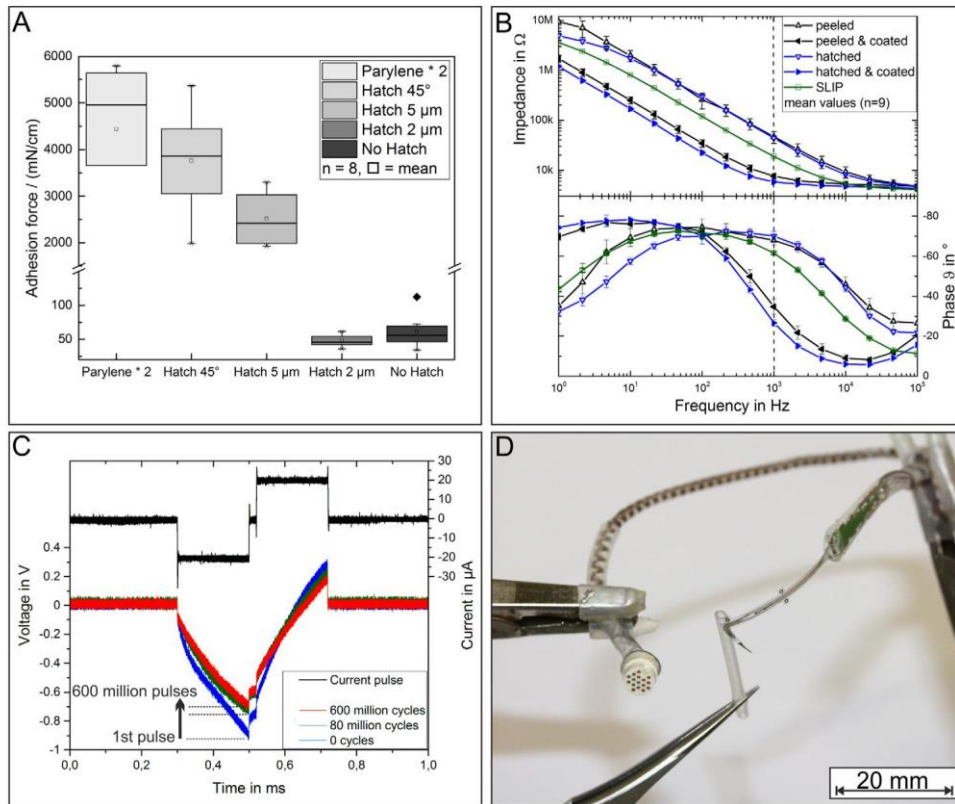 A
Adhesion force / (mN/cm)
6000
5000
4000
3000
2000
100
50
Parylene * 2
Hatch 45°
Hatch 5 µm
Hatch 2 µm
No Hatch
n = 8, □ = mean
Parylene * 2 Hatch 45° Hatch 5 µm Hatch 2 µm No Hatch
B
Impedance in Ω
10M
1M
100k
10k
peeled
peeled & coated
hatched
hatched & coated
SLIP
mean values (n=9)
Phase ϑ in °
-80
-60
-40
-20
0
10⁰ 10¹ 10² 10³ 10⁴ 10⁵
Frequency in Hz
C
Voltage in V
0.4
0.2
0
-0.2
-0.4
-0.6
-0.8
-1
30
20
10
0
-10
-20
-30
Current in µA
600 million pulses
1st pulse
Current pulse
600 million cycles
80 million cycles
0 cycles
0,0 0,2 0,4 0,6 0,8 1,0
Time in ms
D
20 mm